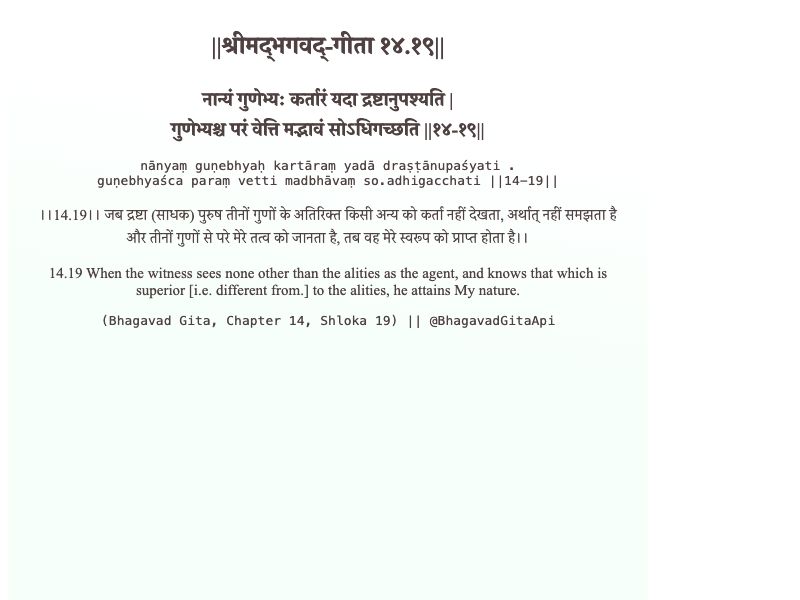 ||श्रीमद्‍भगवद्‍-गीता १४.१९||
नान्यं गुणेभ्यः कर्तारं यदा द्रष्टानुपश्यति |
गुणेभ्यश्च परं वेत्ति मद्भावं सोऽधिगच्छति ||१४-१९||
nānyaṃ guṇebhyaḥ kartāraṃ yadā draṣṭānupaśyati .
guṇebhyaśca paraṃ vetti madbhāvaṃ so.adhigacchati ||14-19||
।।14.19।। जब द्रष्टा (साधक) पुरुष तीनों गुणों के अतिरिक्त किसी अन्य को कर्ता नहीं देखता, अर्थात् नहीं समझता है
और तीनों गुणों से परे मेरे तत्व को जानता है, तब वह मेरे स्वरूप को प्राप्त होता है।।
14.19 When the witness sees none other than the alities as the agent, and knows that which is
superior [i.e. different from.] to the alities, he attains My nature.
(Bhagavad Gita, Chapter 14, Shloka 19) || @BhagavadGitaApi